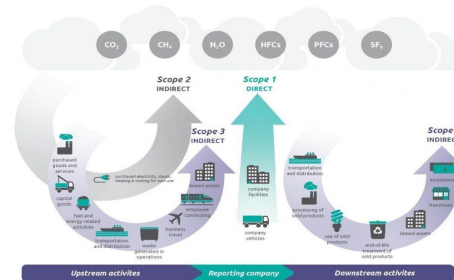 CO₂
CH₄
N₂O
HFCs
PFCs
SF₆
Scope 2
INDIRECT
Scope 1
DIRECT
Scope 3
INDIRECT
Scope
INDIRE
purchased
goods and
services
capital
goods
fuel and
energy related
activities
transportation
and distribution
waste
generated in
operations
business
travel
employee
commuting
leased assets
purchased electricity, steam,
heating & cooling for own use
company
facilities
company
vehicles
transportation
and distribution
processing of
sold products
use of sold
products
end-of-life
treatment of
sold products
leased assets
franchises
investmen
Upstream activites
Reporting company
Downstream activites